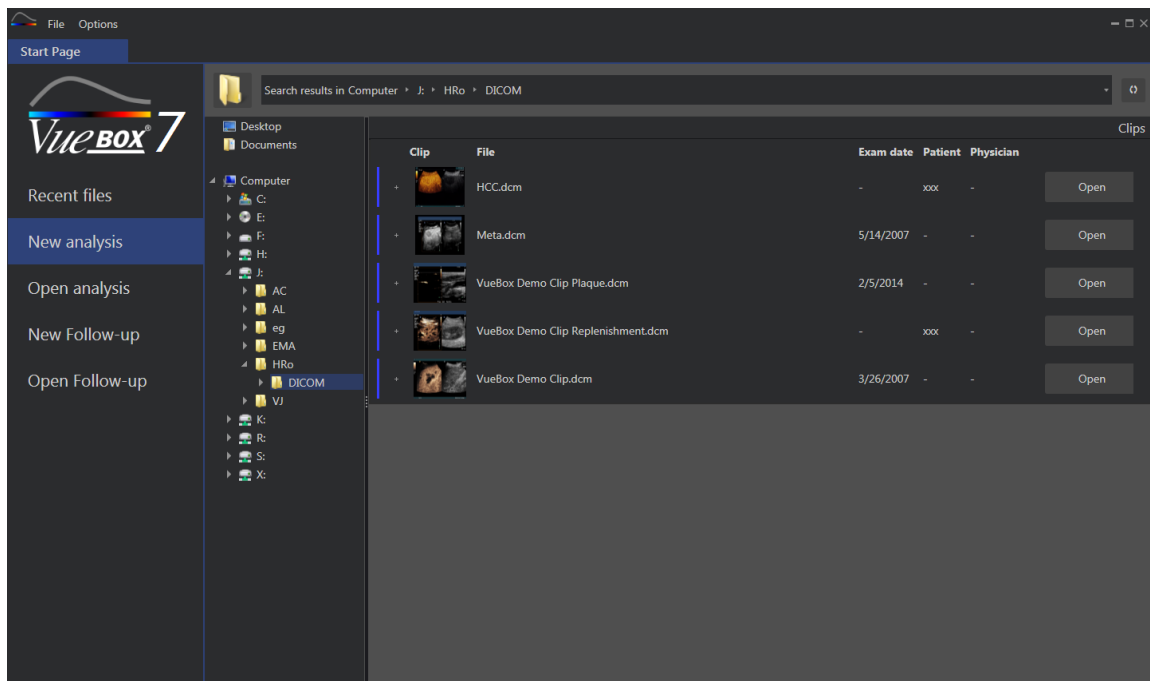 File Options
Start Page
VUEBOX® 7
Recent files
New analysis
Open analysis
New Follow-up
Open Follow-up
Search results in Computer J: HRo DICOM
Desktop
Documents
Computer
C:
E:
F:
H:
J:
AC
AL
eg
EMA
HRo
DICOM
VJ
K:
R:
S:
X:
Clips
Clip File Exam date Patient Physician
HCC.dcm - xxx - Open
Meta.dcm 5/14/2007 - - Open
VueBox Demo Clip Plaque.dcm 2/5/2014 - - Open
VueBox Demo Clip Replenishment.dcm - xxx - Open
VueBox Demo Clip.dcm 3/26/2007 - - Open